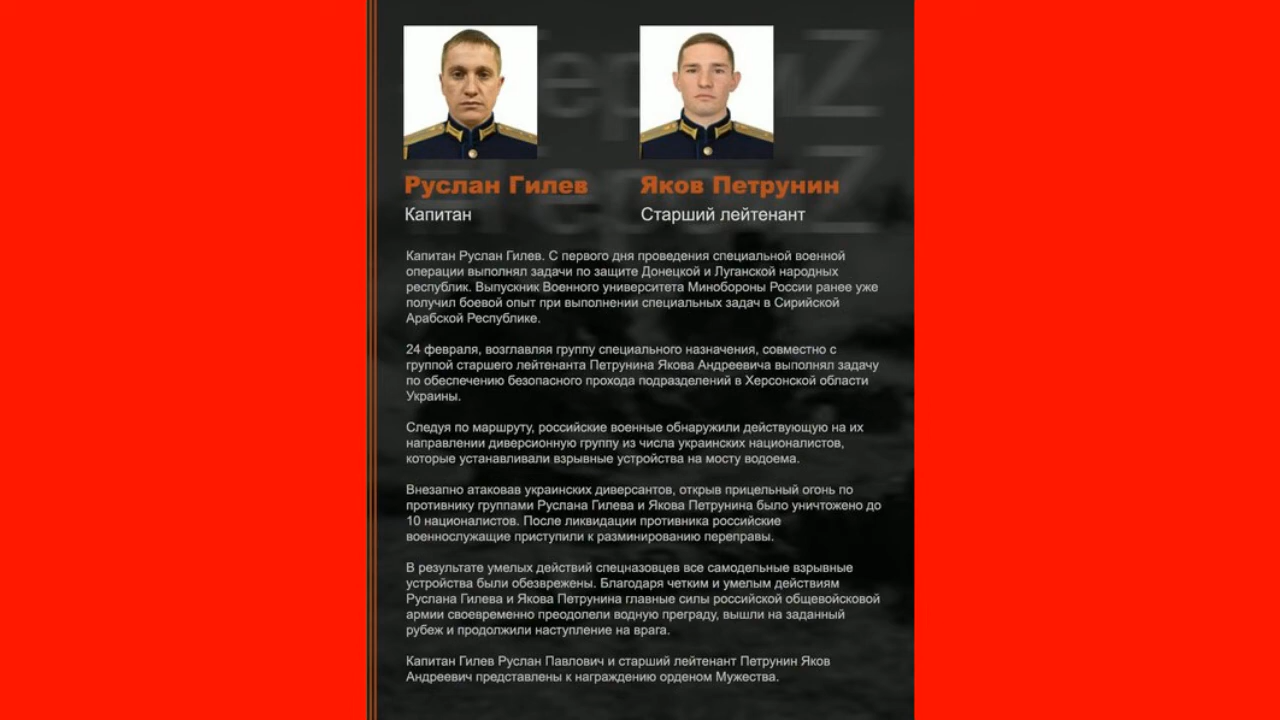 #ГероиZ
#ГероиZ
Руслан Гилев
Капитан
Яков Петрунин
Старший лейтенант
Капитан Руслан Гилев. С первого дня проведения специальной военной
операции выполнял задачи по защите Донецкой и Луганской народных
республик. Выпускник Военного университета Минобороны России ранее уже
получил боевой опыт при выполнении специальных задач в Сирийской
Арабской Республике.
24 февраля, возглавляя группу специального назначения, совместно с
группой старшего лейтенанта Петрунина Якова Андреевича выполнял задачу
по обеспечению безопасного прохода подразделений в Херсонской области
Украины.
Следуя по маршруту, российские военные обнаружили действующую на их
направлении диверсионную группу из числа украинских националистов,
которые устанавливали взрывные устройства на мосту водоема.
Внезапно атаковав украинских диверсантов, открыв прицельный огонь по
противнику группами Руслана Гилева и Якова Петрунина было уничтожено до
10 националистов. После ликвидации противника российские
военнослужащие приступили к разминированию переправы.
В результате умелых действий спецназовцев все самодельные взрывные
устройства были обезврежены. Благодаря четким и умелым действиям
Руслана Гилева и Якова Петрунина главные силы российской общевойсковой
армии своевременно преодолели водную преграду, вышли на заданный
рубеж и продолжили наступление на врага.
Капитан Гилев Руслан Павлович и старший лейтенант Петрунин Яков
Андреевич представлены к награждению орденом Мужества.